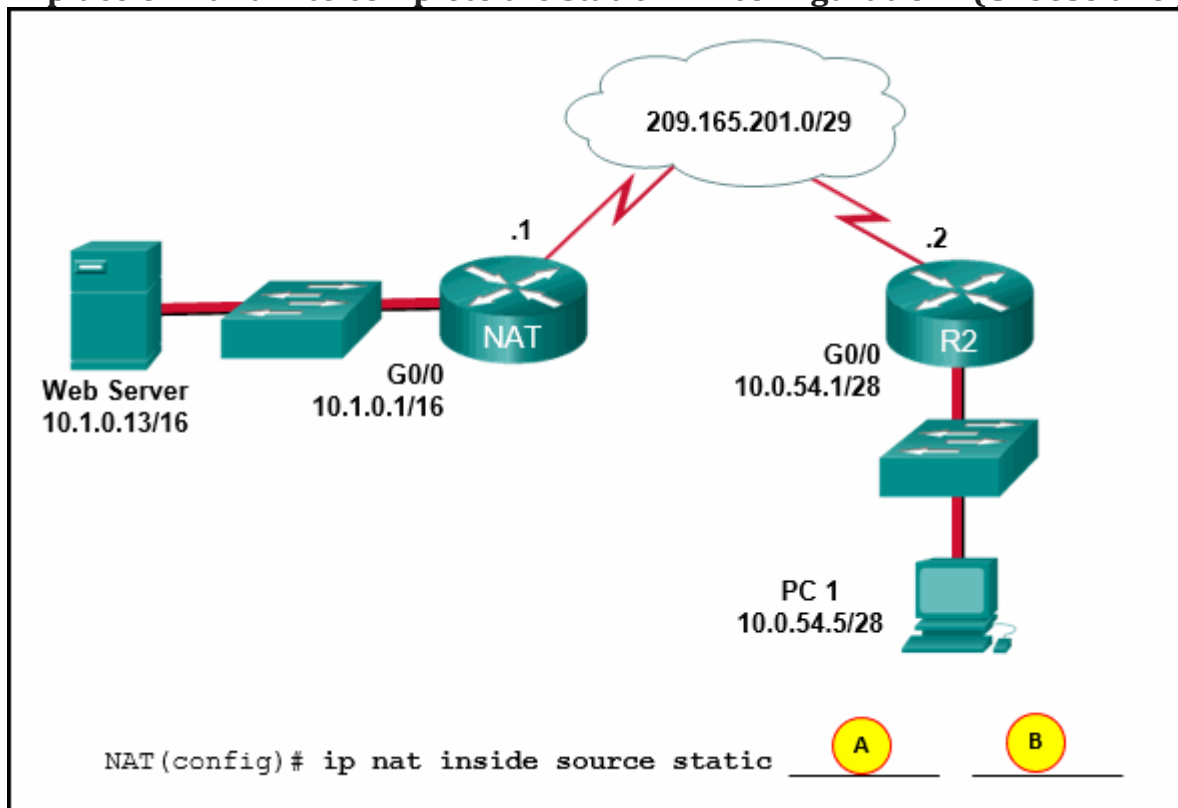 209.165.201.0/29
.1
.2
NAT
R2
G0/0
10.1.0.1/16
G0/0
10.0.54.1/28
Web Server
10.1.0.13/16
PC 1
10.0.54.5/28
A
B
NAT(config)# ip nat inside source static